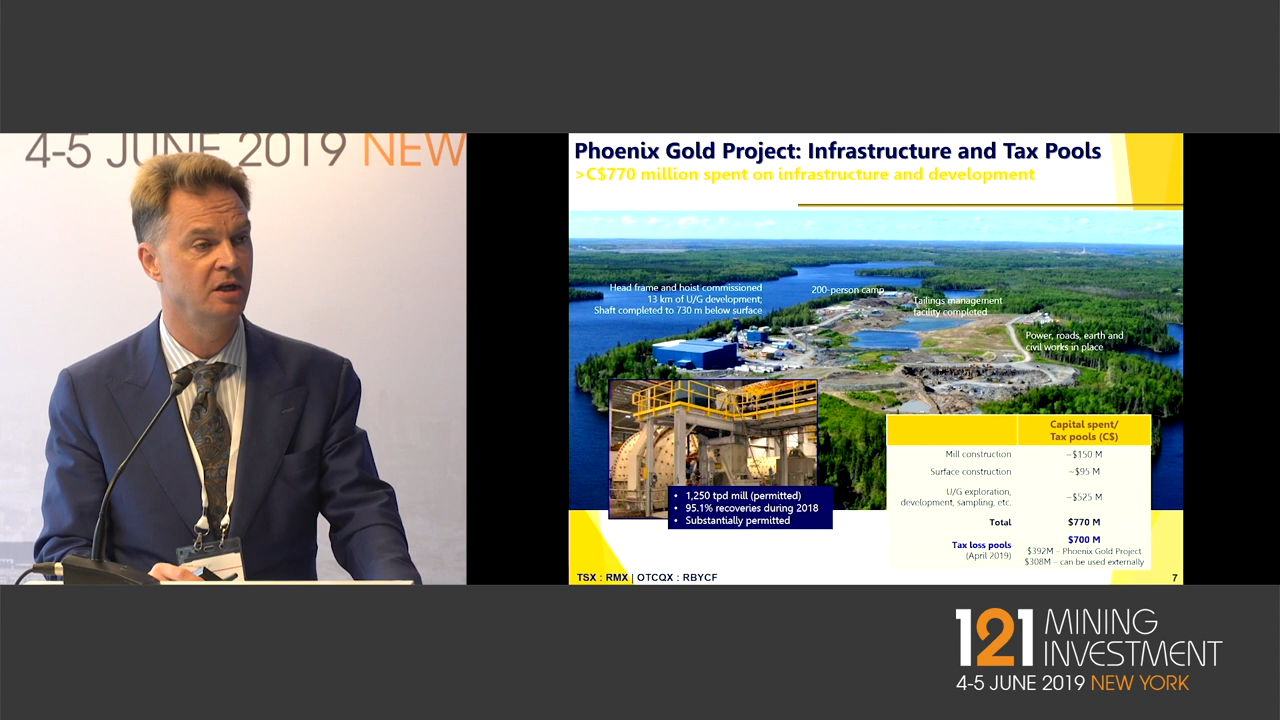 4-5 JUNE 2019 NEW
Phoenix Gold Project: Infrastructure and Tax Pools
>C$770 million spent on infrastructure and development
Head frame and hoist commissioned
13 km of U/G development;
Shaft completed to 730 m below surface
200-person camp
Tailings management
facility completed
Power, roads, earth and
civil works in place
• 1,250 tpd mill (permitted)
• 95.1% recoveries during 2018
• Substantially permitted
Capital spent/
Tax pools (C$)
Mill construction ~$150 M
Surface construction ~$95 M
U/G exploration,
development, sampling, etc. ~$525 M
Total $770 M
Tax loss pools $700 M
(April 2019) $392M – Phoenix Gold Project
$308M – can be used externally
TSX : RMX | OTCQX : RBYCF
7
121 MINING
INVESTMENT
4-5 JUNE 2019 NEW YORK